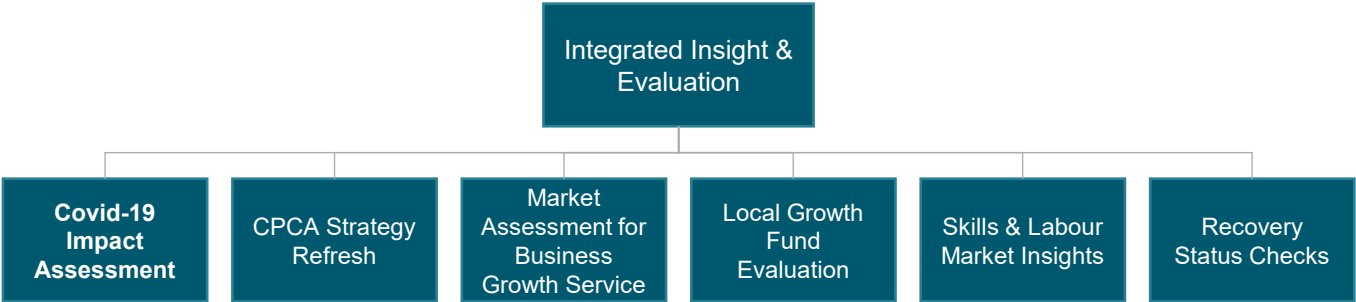 Integrated Insight &
Evaluation
Covid-19
Impact
Assessment
CPCA Strategy
Refresh
Market
Assessment for
Business
Growth Service
Local Growth
Fund
Evaluation
Skills & Labour
Market Insights
Recovery
Status Checks